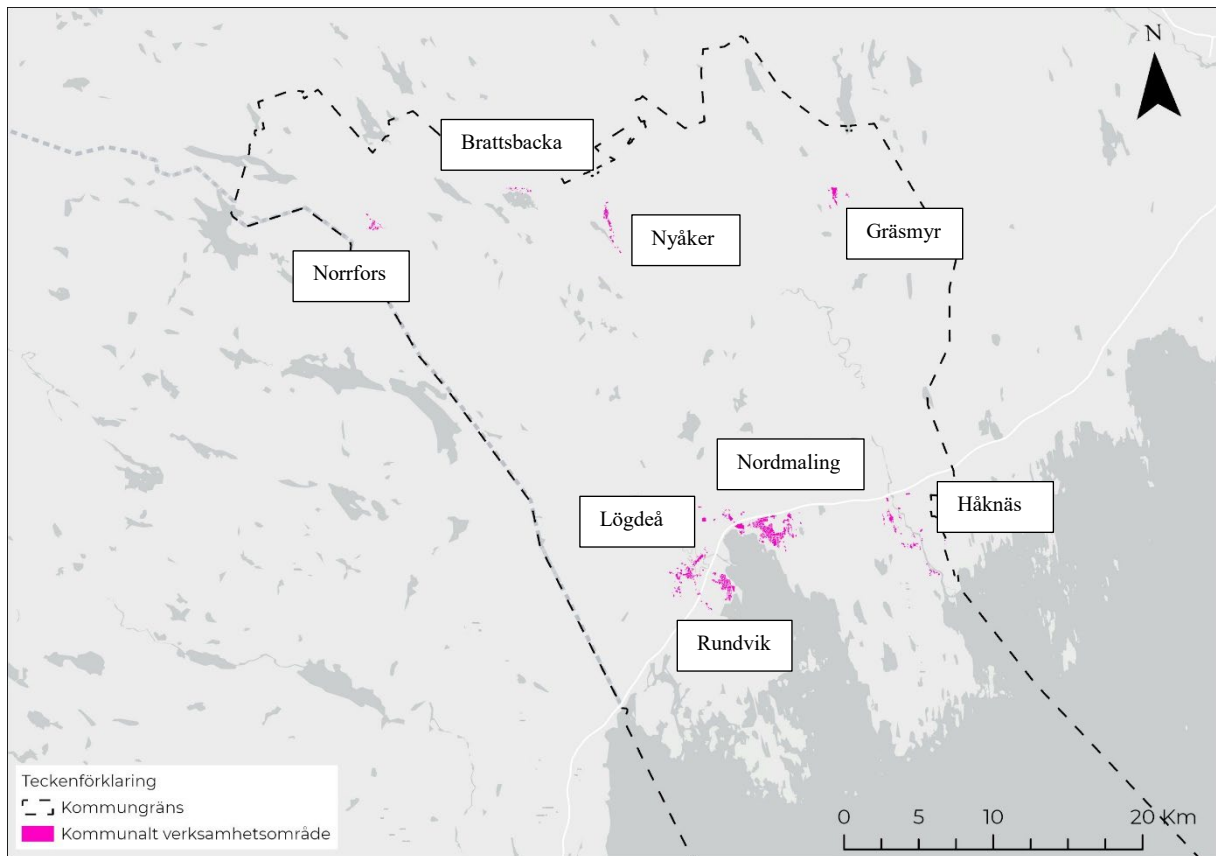 N
Brattsbacka
Nyåker
Gräsmyr
Norrfors
Nordmaling
Lögdeå
Håknäs
Rundvik
Teckenförklaring
Kommungräns
Kommunalt verksamhetsområde
0 5 10 20 Km